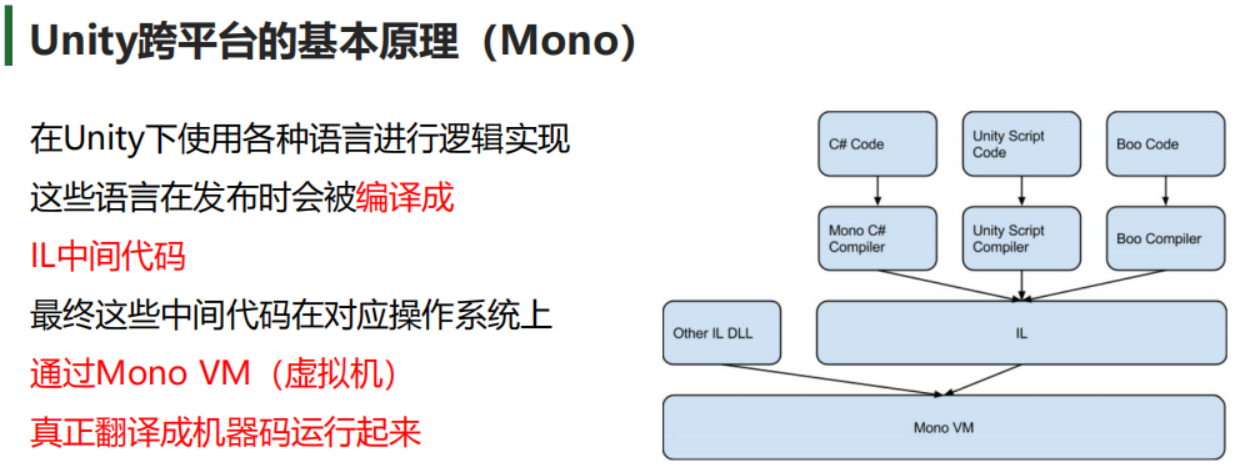 Unity跨平台的基本原理（Mono）
在Unity下使用各种语言进行逻辑实现
这些语言在发布时会被编译成
IL中间代码
最终这些中间代码在对应操作系统上
通过Mono VM（虚拟机）
真正翻译成机器码运行起来
C# Code
Unity Script
Code
Boo Code
Mono C#
Compiler
Unity Script
Compiler
Boo Compiler
Other IL DLL
IL
Mono VM